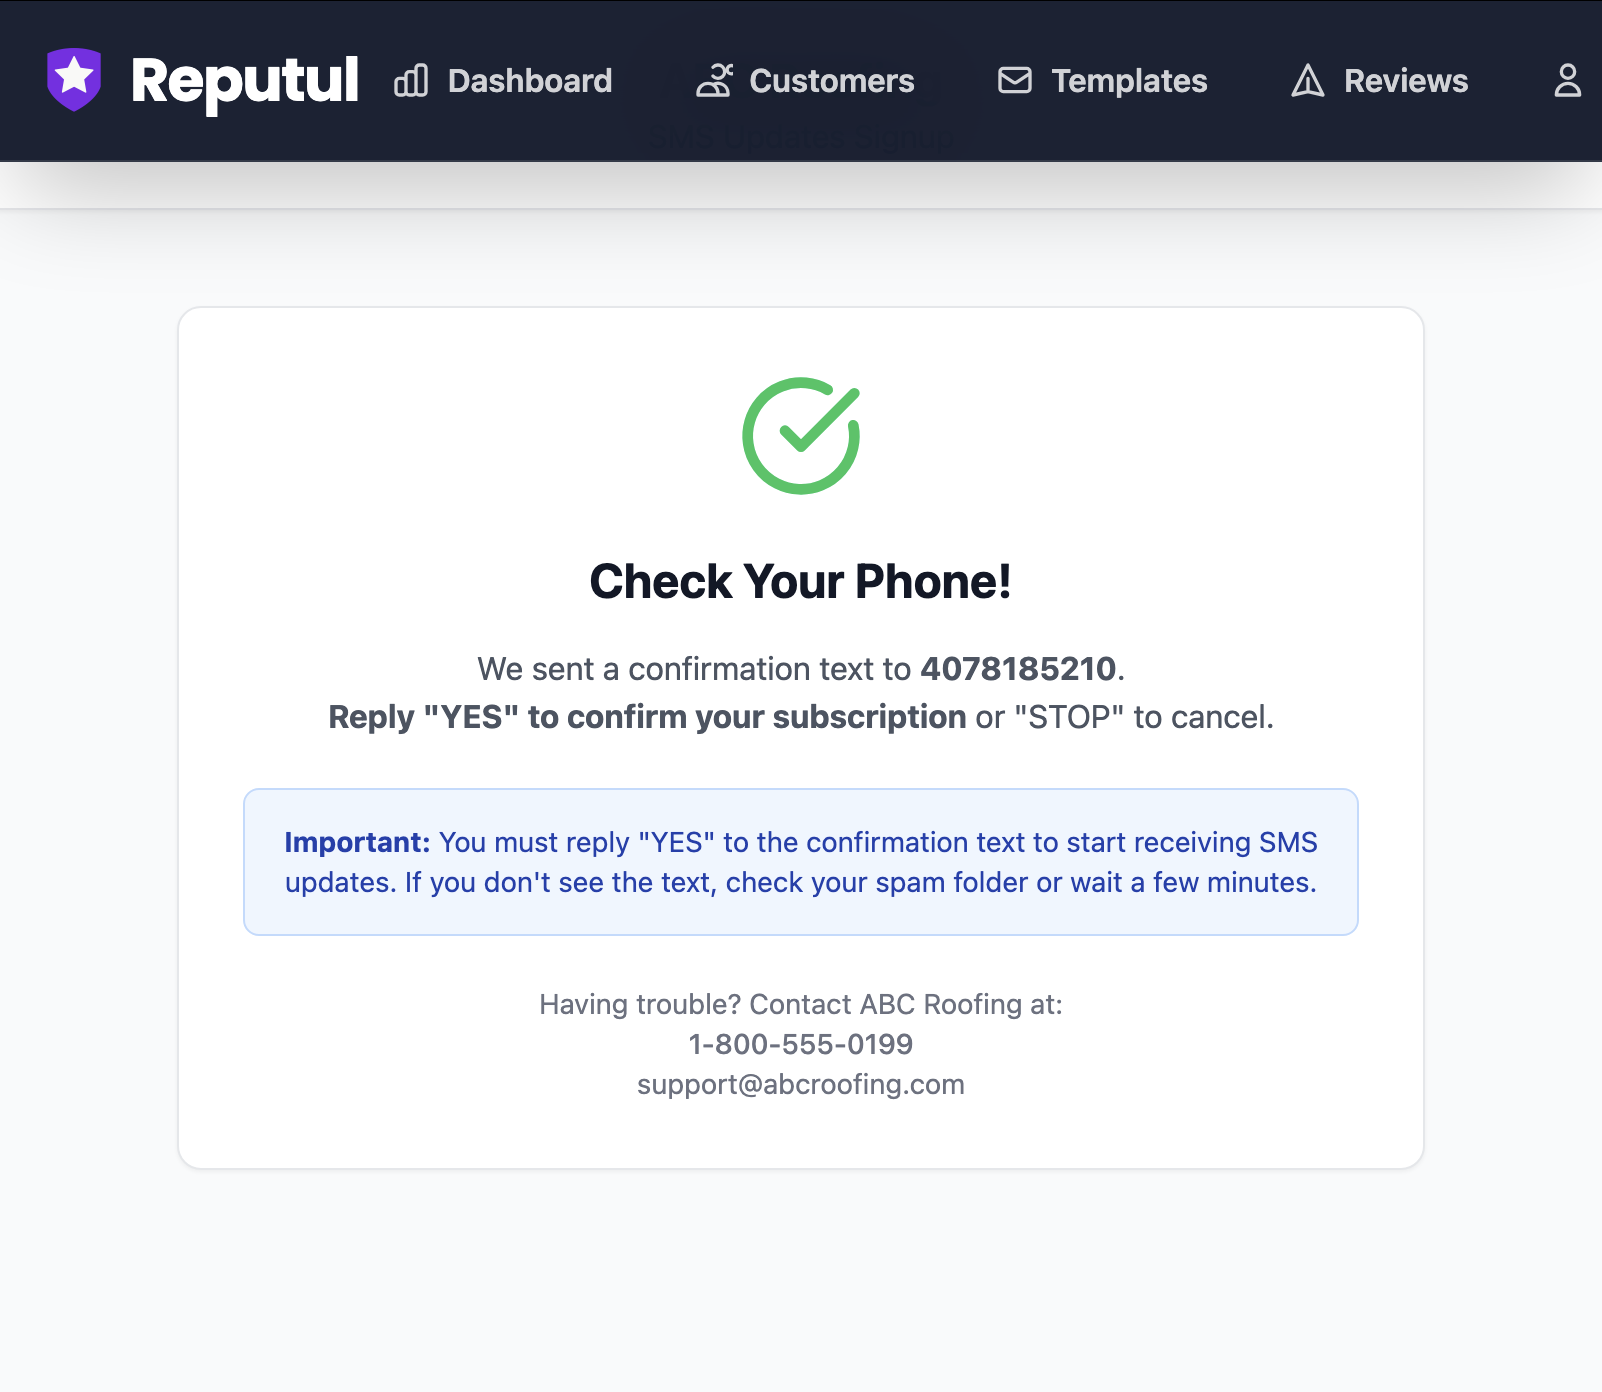 Reputul
Dashboard
Customers
Templates
Reviews
SMS Updates Signup
Check Your Phone!
We sent a confirmation text to 4078185210.
Reply "YES" to confirm your subscription or "STOP" to cancel.
Important: You must reply "YES" to the confirmation text to start receiving SMS
updates. If you don't see the text, check your spam folder or wait a few minutes.
Having trouble? Contact ABC Roofing at:
1-800-555-0199
support@abcroofing.com